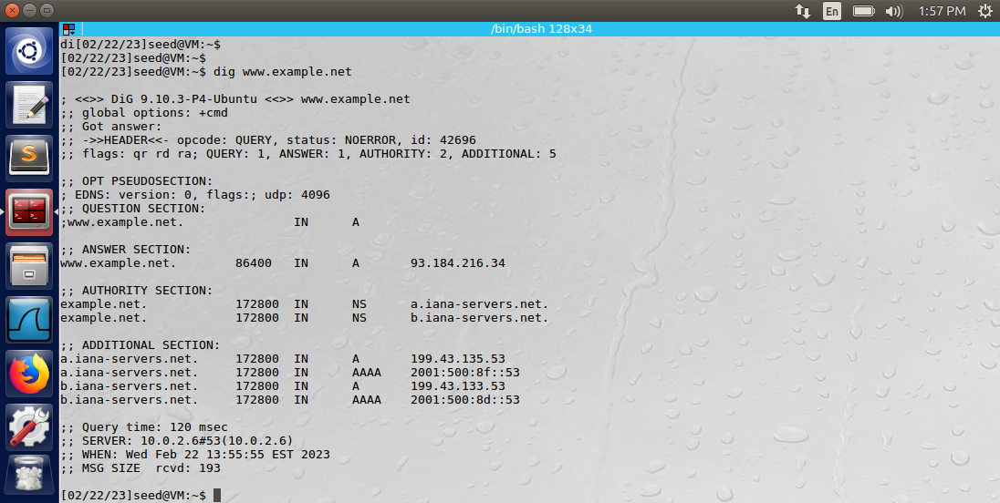 En 1:57 PM
/bin/bash 128x34
di[02/22/23]seed@VM:~$
[02/22/23]seed@VM:~$
[02/22/23]seed@VM:~$ dig www.example.net
; <<>> DiG 9.10.3-P4-Ubuntu <<>> www.example.net
;; global options: +cmd
;; Got answer:
;; ->>HEADER<<- opcode: QUERY, status: NOERROR, id: 42696
;; flags: qr rd ra; QUERY: 1, ANSWER: 1, AUTHORITY: 2, ADDITIONAL: 5
;; OPT PSEUDOSECTION:
; EDNS: version: 0, flags:; udp: 4096
;; QUESTION SECTION:
;www.example.net. IN A
;; ANSWER SECTION:
www.example.net. 86400 IN A 93.184.216.34
;; AUTHORITY SECTION:
example.net. 172800 IN NS a.iana-servers.net.
example.net. 172800 IN NS b.iana-servers.net.
;; ADDITIONAL SECTION:
a.iana-servers.net. 172800 IN A 199.43.135.53
a.iana-servers.net. 172800 IN AAAA 2001:500:8f::53
b.iana-servers.net. 172800 IN A 199.43.133.53
b.iana-servers.net. 172800 IN AAAA 2001:500:8d::53
;; Query time: 120 msec
;; SERVER: 10.0.2.6#53(10.0.2.6)
;; WHEN: Wed Feb 22 13:55:55 EST 2023
;; MSG SIZE rcvd: 193
[02/22/23]seed@VM:~$